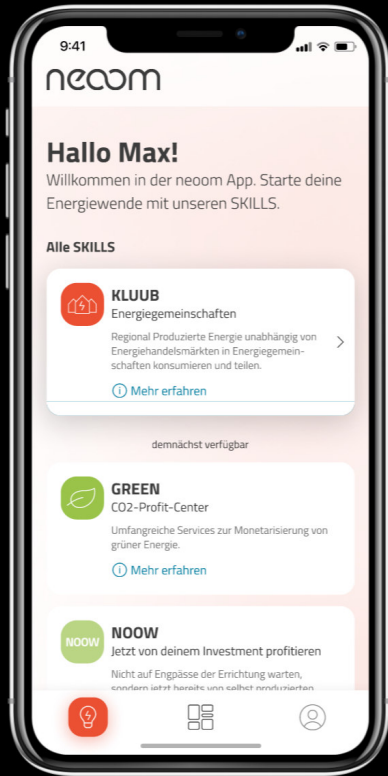 9:41
neoom
Hallo Max!
Willkommen in der neoom App. Starte deine
Energiewende mit unseren SKILLS.
Alle SKILLS
KLUUB
Energiegemeinschaften
Regional Produzierte Energie unabhängig von
Energiehandelsmärkten in Energiegemein-
schaften konsumieren und teilen.
Mehr erfahren
demnächst verfügbar
GREEN
CO2-Profit-Center
Umfangreiche Services zur Monetarisierung von
grüner Energie.
Mehr erfahren
NOOW
NOOW
Jetzt von deinem Investment profitieren
Nicht auf Engpässe der Errichtung warten,
sondern jetzt bereits von selbst produzierten